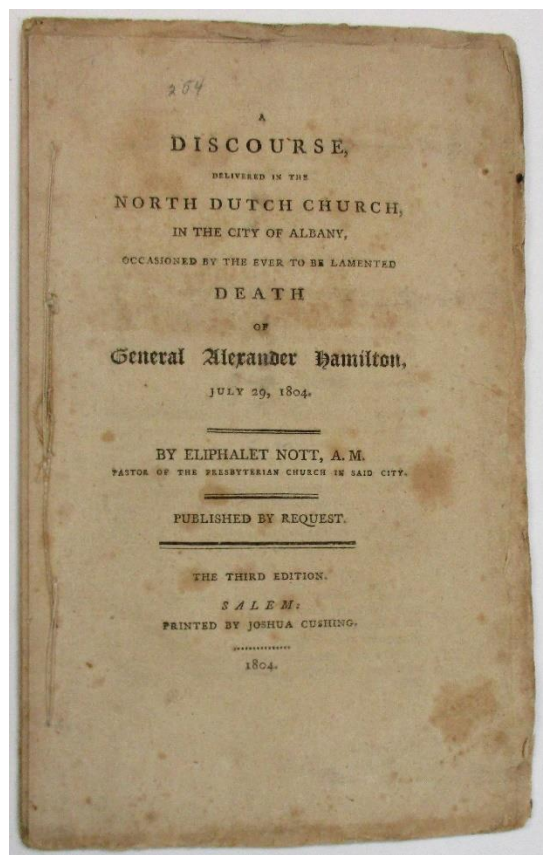 254
A
DISCOURSE,
DELIVERED IN THE
NORTH DUTCH CHURCH,
IN THE CITY OF ALBANY,
OCCASIONED BY THE EVER TO BE LAMENTED
DEATH
OF
General Alexander Hamilton,
JULY 29, 1804.
BY ELIPHALET NOTT, A. M.
PASTOR OF THE PRESBYTERIAN CHURCH IN SAID CITY.
PUBLISHED BY REQUEST.
THE THIRD EDITION.
SALEM:
PRINTED BY JOSHUA CUSHING.
1804.